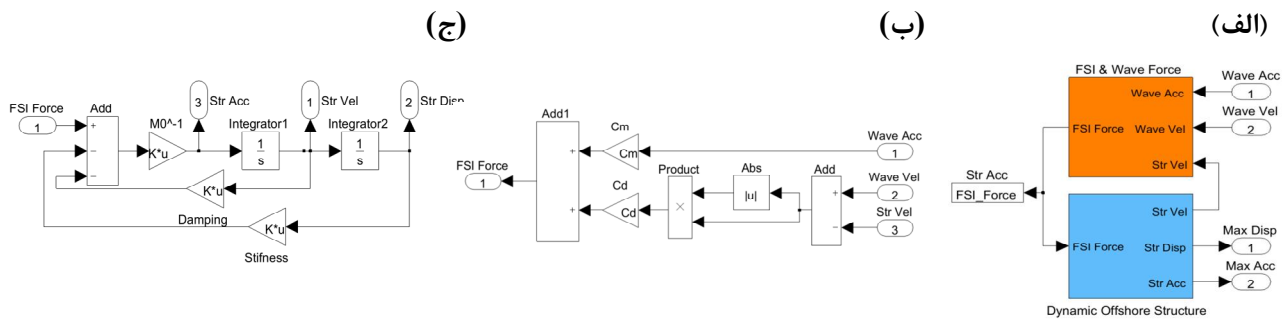 (الف)
FSI & Wave Force
Wave Acc
1
Wave Acc
Wave Vel
2
FSI Force
Wave Vel
Str Vel
Str Acc
FSI_Force
Str Vel
FSI Force
Str Disp
Max Disp
1
Str Acc
Max Acc
2
Dynamic Offshore Structure
(ب)
Add1
Cm
Cm
Wave Acc
1
FSI Force
1
+
+
Cd
Cd
Product
×
Abs
|u|
Add
+
−
Wave Vel
2
Str Vel
3
(ج)
FSI Force
1
Add
+
−
−
M0^-1
K*u
3
Str Acc
Integrator1
1
s
1
Str Vel
Integrator2
1
s
2
Str Disp
K*u
Damping
K*u
Stifness